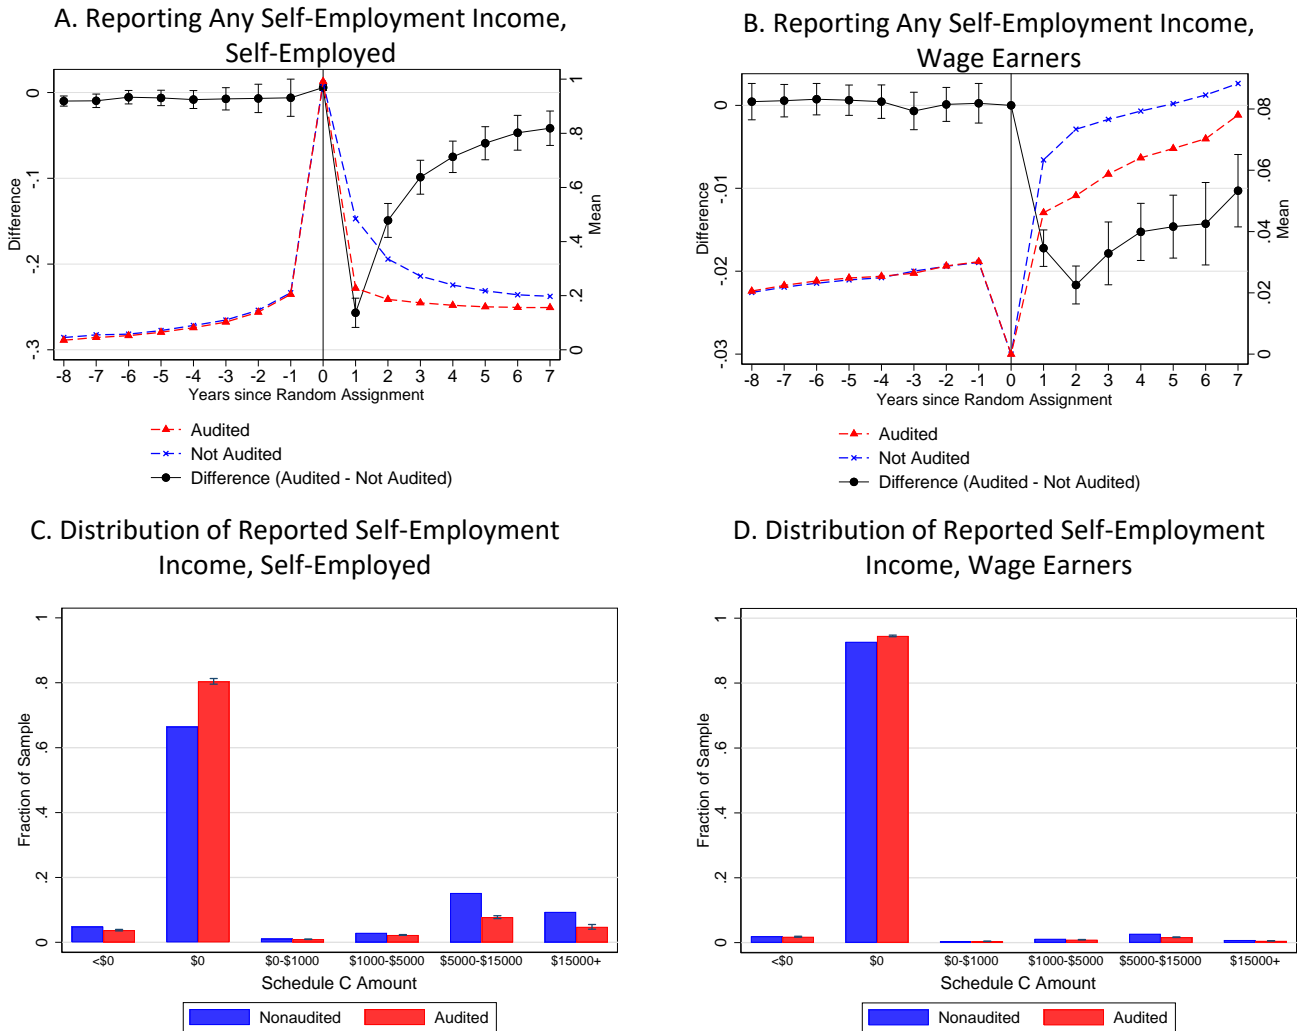 A. Reporting Any Self-Employment Income,
Self-Employed
Difference
0
-.1
-.2
-.3
1
.8
.6
.4
.2
0
Mean
-8 -7 -6 -5 -4 -3 -2 -1 0 1 2 3 4 5 6 7
Years since Random Assignment
Audited
Not Audited
Difference (Audited - Not Audited)
B. Reporting Any Self-Employment Income,
Wage Earners
Difference
0
-.01
-.02
-.03
.08
.06
.04
.02
0
Mean
-8 -7 -6 -5 -4 -3 -2 -1 0 1 2 3 4 5 6 7
Years since Random Assignment
Audited
Not Audited
Difference (Audited - Not Audited)
C. Distribution of Reported Self-Employment
Income, Self-Employed
Fraction of Sample
1
.8
.6
.4
.2
0
<$0 $0 $0-$1000 $1000-$5000 $5000-$15000 $15000+
Schedule C Amount
Nonaudited Audited
D. Distribution of Reported Self-Employment
Income, Wage Earners
Fraction of Sample
1
.8
.6
.4
.2
0
<$0 $0 $0-$1000 $1000-$5000 $5000-$15000 $15000+
Schedule C Amount
Nonaudited Audited